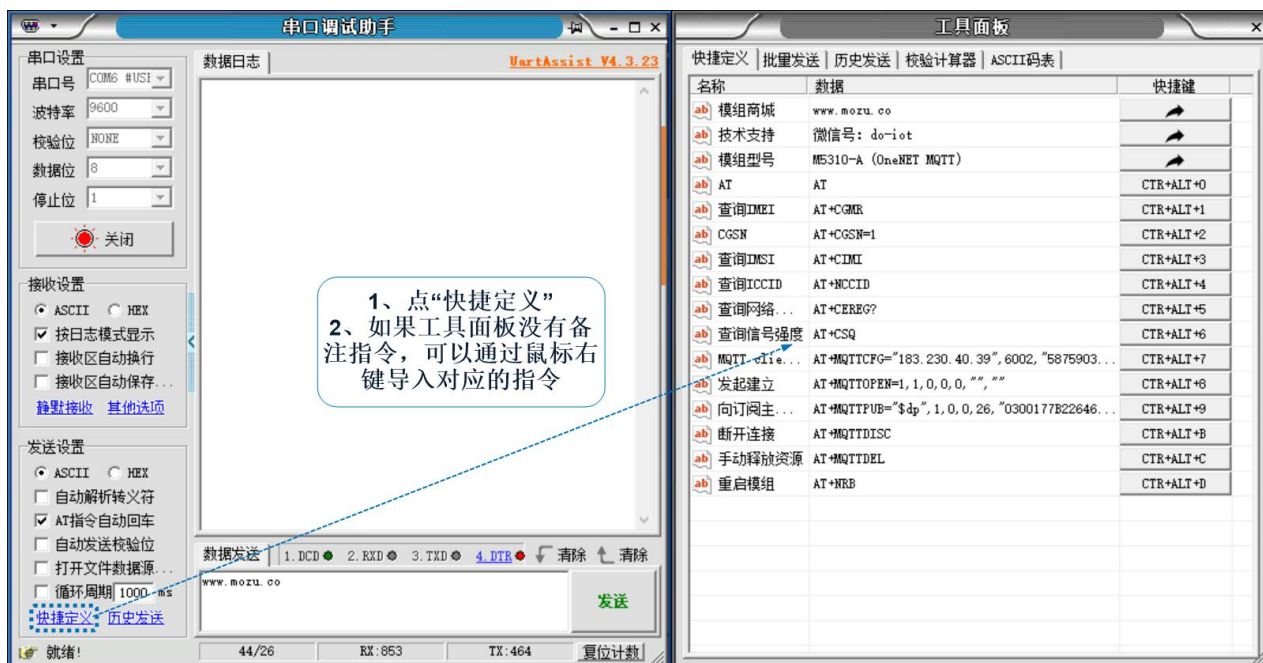 串口调试助手
串口设置
串口号 COM6 #USE
波特率 9600
校验位 NONE
数据位 8
停止位 1
关闭
接收设置
ASCII HEX
按日志模式显示
接收区自动换行
接收区自动保存...
静默接收 其他选项
发送设置
ASCII HEX
自动解析转义符
AT指令自动回车
自动发送校验位
打开文件数据源...
循环周期 1000 ms
快捷定义 历史发送
就绪!
数据日志 UartAssist V4.3.23
1、点“快捷定义”
2、如果工具面板没有备
注指令，可以通过鼠标右
键导入对应的指令
数据发送 1.DCD 2.RXD 3.TXD 4.DTR 清除 清除
www.mozu.co
发送
44/26 RX:853 TX:464 复位计数
工具面板
快捷定义 批量发送 历史发送 校验计算器 ASCII码表
名称 数据 快捷键
ab 模组商城 www.mozu.co
ab 技术支持 微信号: do-iot
ab 模组型号 M5310-A (OneNET MQTT)
ab AT AT CTR+ALT+0
ab 查询IMEI AT+CGMR CTR+ALT+1
ab CGSN AT+CGSN=1 CTR+ALT+2
ab 查询IMSI AT+CIMI CTR+ALT+3
ab 查询ICCID AT+NCCID CTR+ALT+4
ab 查询网络... AT+CEREG? CTR+ALT+5
ab 查询信号强度 AT+CSQ CTR+ALT+6
ab MQTT clie... AT+MQTTCFG="183.230.40.39",6002,"5875903... CTR+ALT+7
ab 发起建立 AT+MQTTOPEN=1,1,0,0,0,"","" CTR+ALT+8
ab 向订阅主... AT+MQTTPUB="$dp",1,0,0,26,"0300177B22646... CTR+ALT+9
ab 断开连接 AT+MQTTDISC CTR+ALT+B
ab 手动释放资源 AT+MQTTDEL CTR+ALT+C
ab 重启模组 AT+NRB CTR+ALT+D